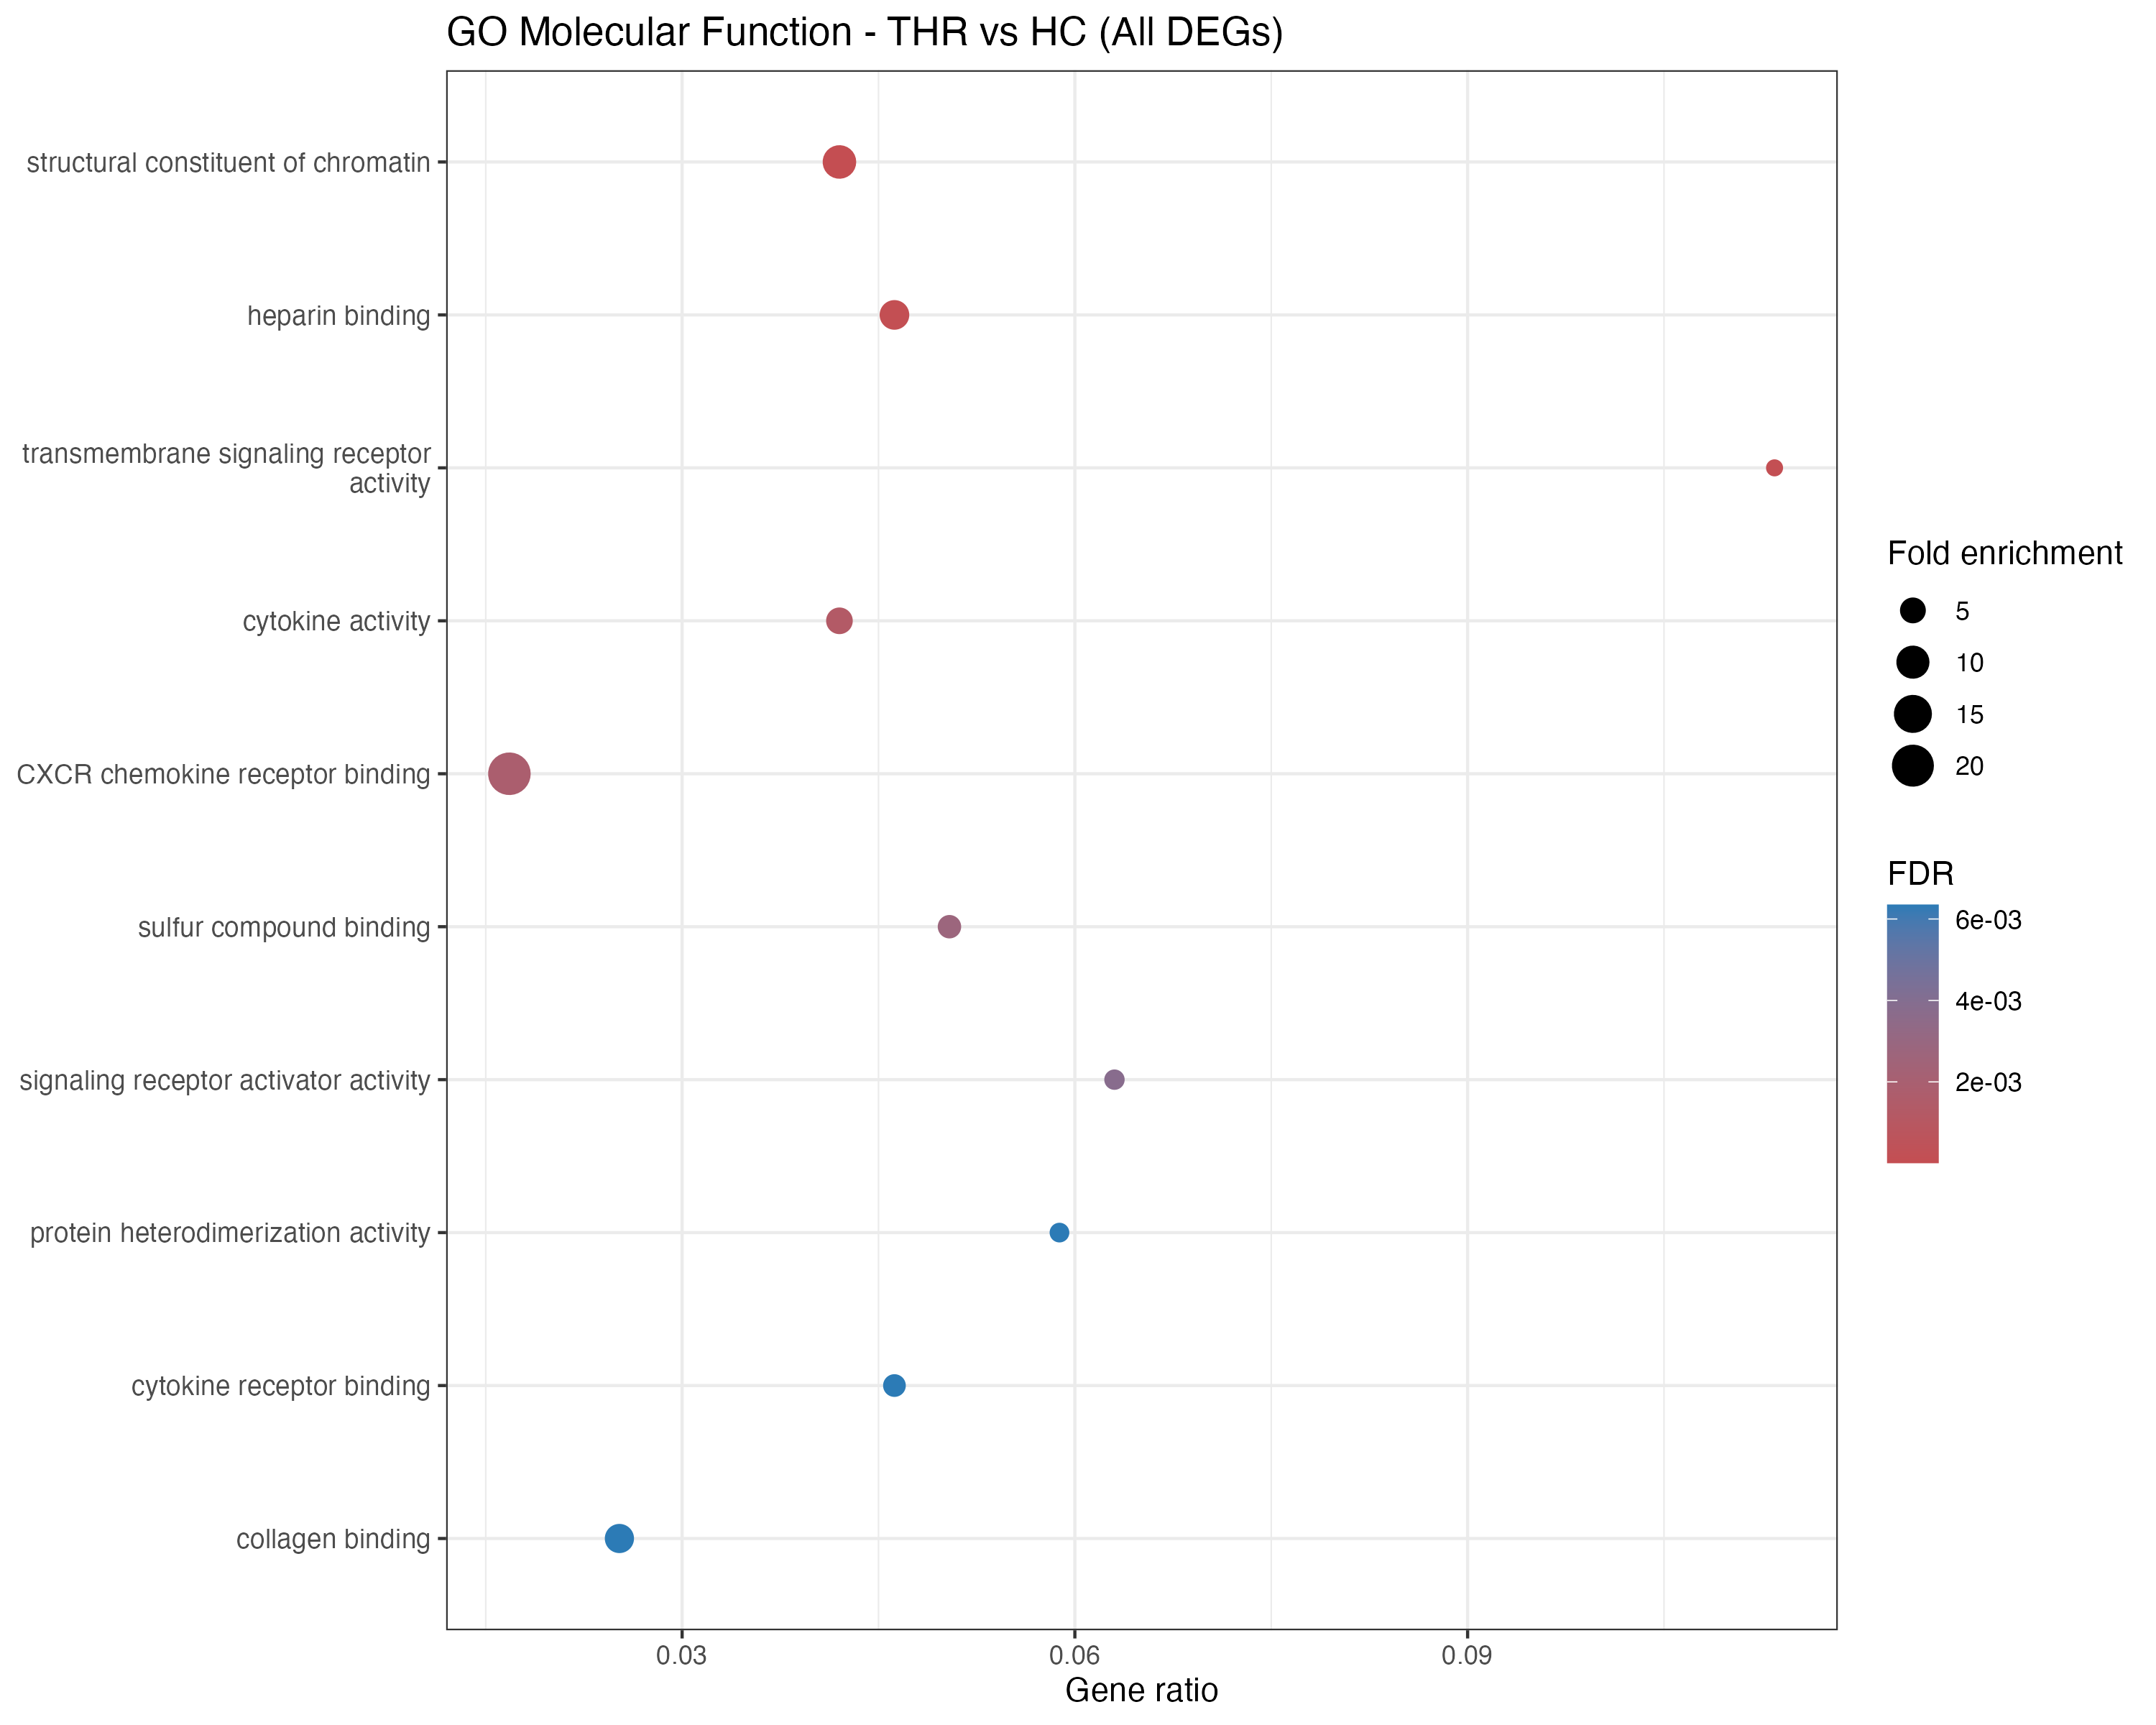 GO Molecular Function - THR vs HC (All DEGs)
structural constituent of chromatin
heparin binding
transmembrane signaling receptor
activity
cytokine activity
CXCR chemokine receptor binding
sulfur compound binding
signaling receptor activator activity
protein heterodimerization activity
cytokine receptor binding
collagen binding
0.03
0.06
0.09
Gene ratio
Fold enrichment
5
10
15
20
FDR
6e-03
4e-03
2e-03